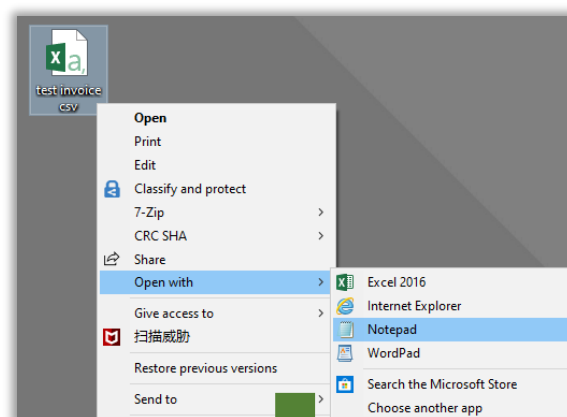 test invoice
csv
Open
Print
Edit
Classify and protect
7-Zip
CRC SHA
Share
Open with
Give access to
扫描威胁
Restore previous versions
Send to
Excel 2016
Internet Explorer
Notepad
WordPad
Search the Microsoft Store
Choose another app